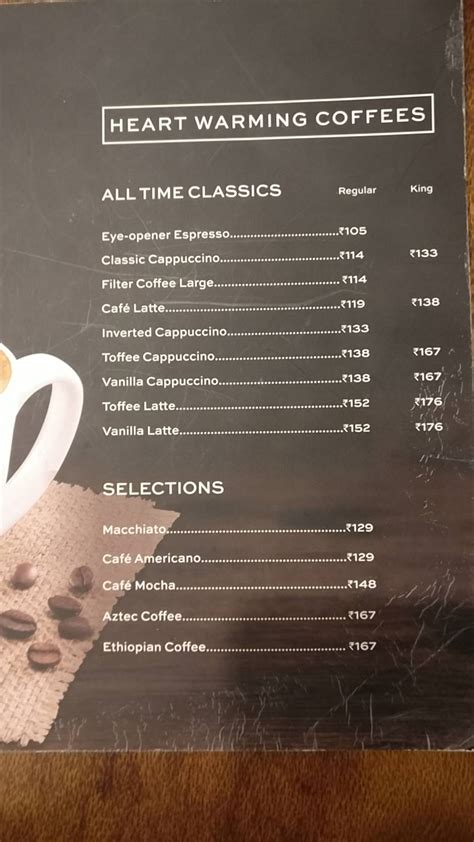 HEART WARMING COFFEES
ALL TIME CLASSICS Regular King
Eye-opener Espresso................................₹105
Classic Cappuccino................................₹114 ₹133
Filter Coffee Large................................₹114
Café Latte................................₹119 ₹138
Inverted Cappuccino................................₹133
Toffee Cappuccino................................₹138 ₹167
Vanilla Cappuccino................................₹138 ₹167
Toffee Latte................................₹152 ₹176
Vanilla Latte................................₹152 ₹176
SELECTIONS
Macchiato................................₹129
Café Americano................................₹129
Café Mocha................................₹148
Aztec Coffee................................₹167
Ethiopian Coffee................................₹167